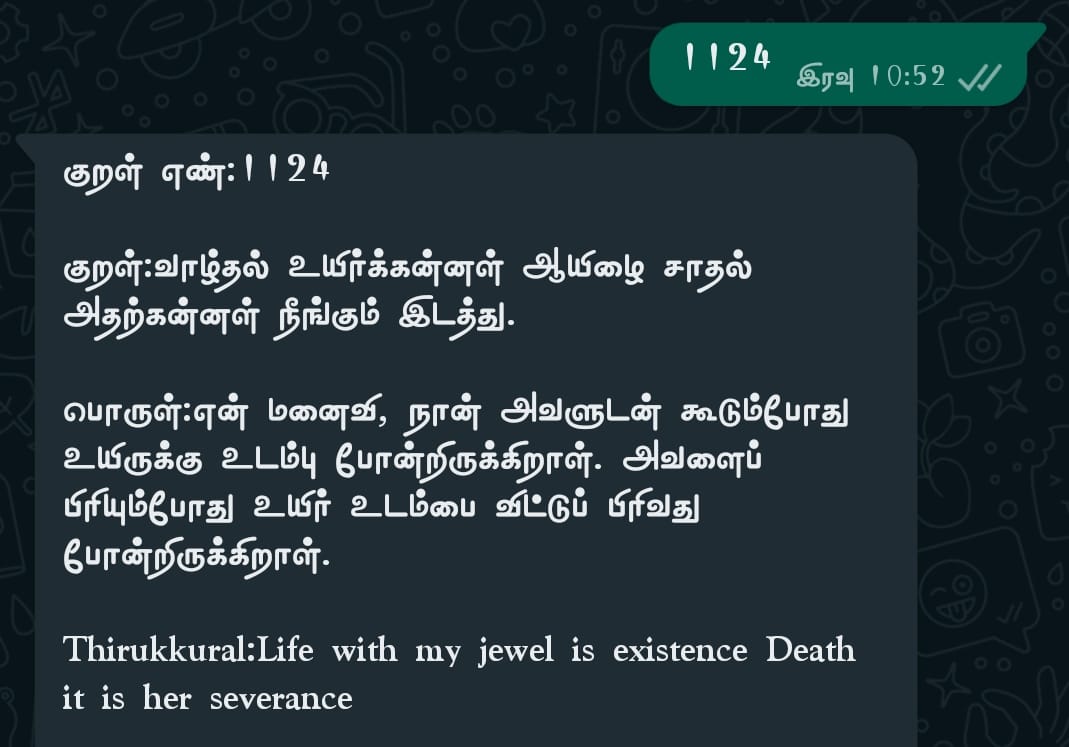 1124
இரவு 10:52
குறள் எண்:1124
குறள்:வாழ்தல் உயிர்க்கன்னள் ஆயிழை சாதல்
அதற்கன்னள் நீங்கும் இடத்து.
பொருள்:என் மனைவி, நான் அவளுடன் கூடும்போது
உயிருக்கு உடம்பு போன்றிருக்கிறாள். அவளைப்
பிரியும்போது உயிர் உடம்பை விட்டுப் பிரிவது
போன்றிருக்கிறாள்.
Thirukkural:Life with my jewel is existence Death
it is her severance